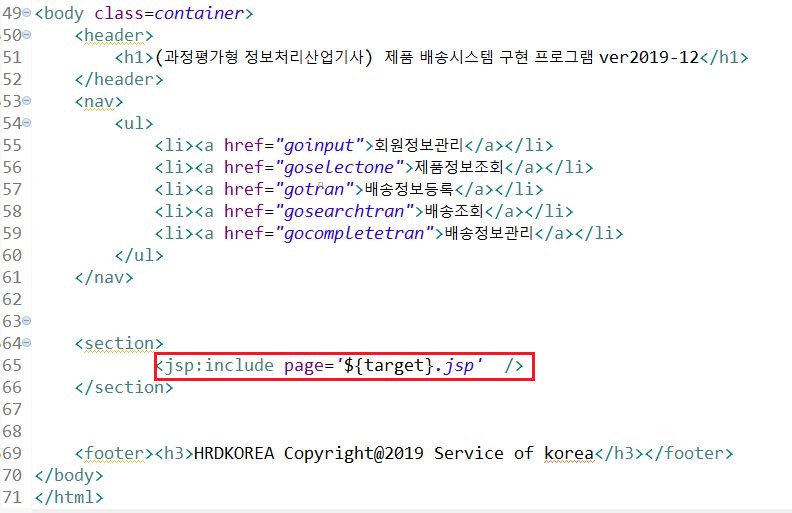 49 <body class=container>
50 <header>
51 <h1>(과정평가형 정보처리산업기사) 제품 배송시스템 구현 프로그램 ver2019-12</h1>
52 </header>
53 <nav>
54 <ul>
55 <li><a href="goinput">회원정보관리</a></li>
56 <li><a href="goselectone">제품정보조회</a></li>
57 <li><a href="gotran">배송정보등록</a></li>
58 <li><a href="gosearchtran">배송조회</a></li>
59 <li><a href="gocompletetran">배송정보관리</a></li>
60 </ul>
61 </nav>
62
63
64 <section>
65 <jsp:include page='${target}.jsp' />
66 </section>
67
68
69 <footer><h3>HRDKOREA Copyright@2019 Service of korea</h3></footer>
70 </body>
71 </html>